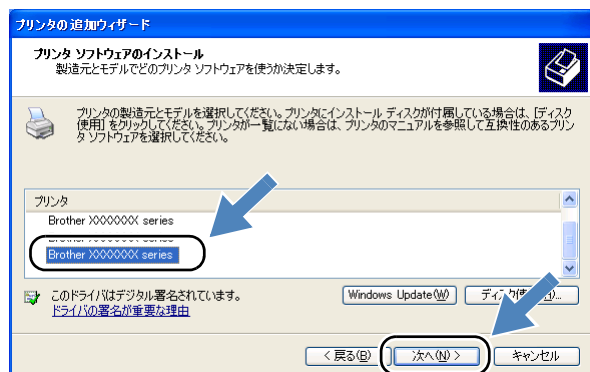 プリンタの追加ウィザード
プリンタ ソフトウェアのインストール
製造元とモデルでどのプリンタ ソフトウェアを使うか決定します。
プリンタの製造元とモデルを選択してください。プリンタにインストール ディスクが付属している場合は、[ディスク
使用] をクリックしてください。プリンタが一覧にない場合は、プリンタのマニュアルを参照して互換性のあるプリン
タ ソフトウェアを選択してください。
プリンタ
Brother XXXXXXX series
Brother XXXXXXX series
このドライバはデジタル署名されています。
ドライバの署名が重要な理由
Windows Update(W)
ディスク使
< 戻る(B)
次へ(N) >
キャンセル